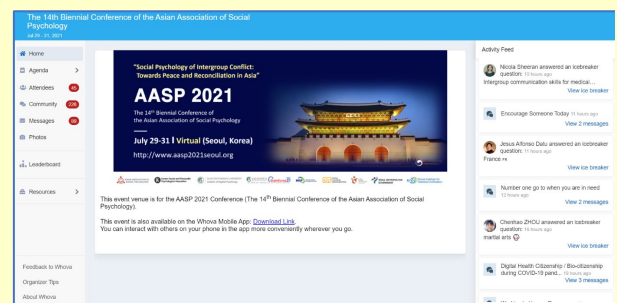 The 14th Biennial Conference of the Asian Association of Social
Psychology
Jul 29 - 31, 2021
Home
Agenda
Attendees 45
Community
Messages
Photos
Leaderboard
Resources
Feedback to Whova
Organizer Tips
About Whova
"Social Psychology of Intergroup Conflict:
Towards Peace and Reconciliation in Asia"
AASP 2021
The 14th Biennial Conference of
the Asian Association of Social Psychology
July 29-31 I Virtual (Seoul, Korea)
http://www.aasp2021seoul.org
This event venue is for the AASP 2021 Conference (The 14th Biennial Conference of the Asian Association of Social
Psychology).
This event is also available on the Whova Mobile App: Download Link.
You can interact with others on your phone in the app more conveniently wherever you go.
Activity Feed
Nicola Sheeran answered an icebreaker
question: 10 hours ago
Intergroup communication skills for medical...
View ice breaker
Encourage Someone Today 11 hours ago
View 2 messages
Jesus Alfonso Datu answered an icebreaker
question: 11 hours ago
France FR
View ice breaker
Number one go to when you are in need
12 hours ago
View 2 messages
Chenhao ZHOU answered an icebreaker
question: 16 hours ago
martial arts
View ice breaker
Digital Health Citizenship / Bio-citizenship
during COVID-19 pand... 19 hours ago
View 3 messages